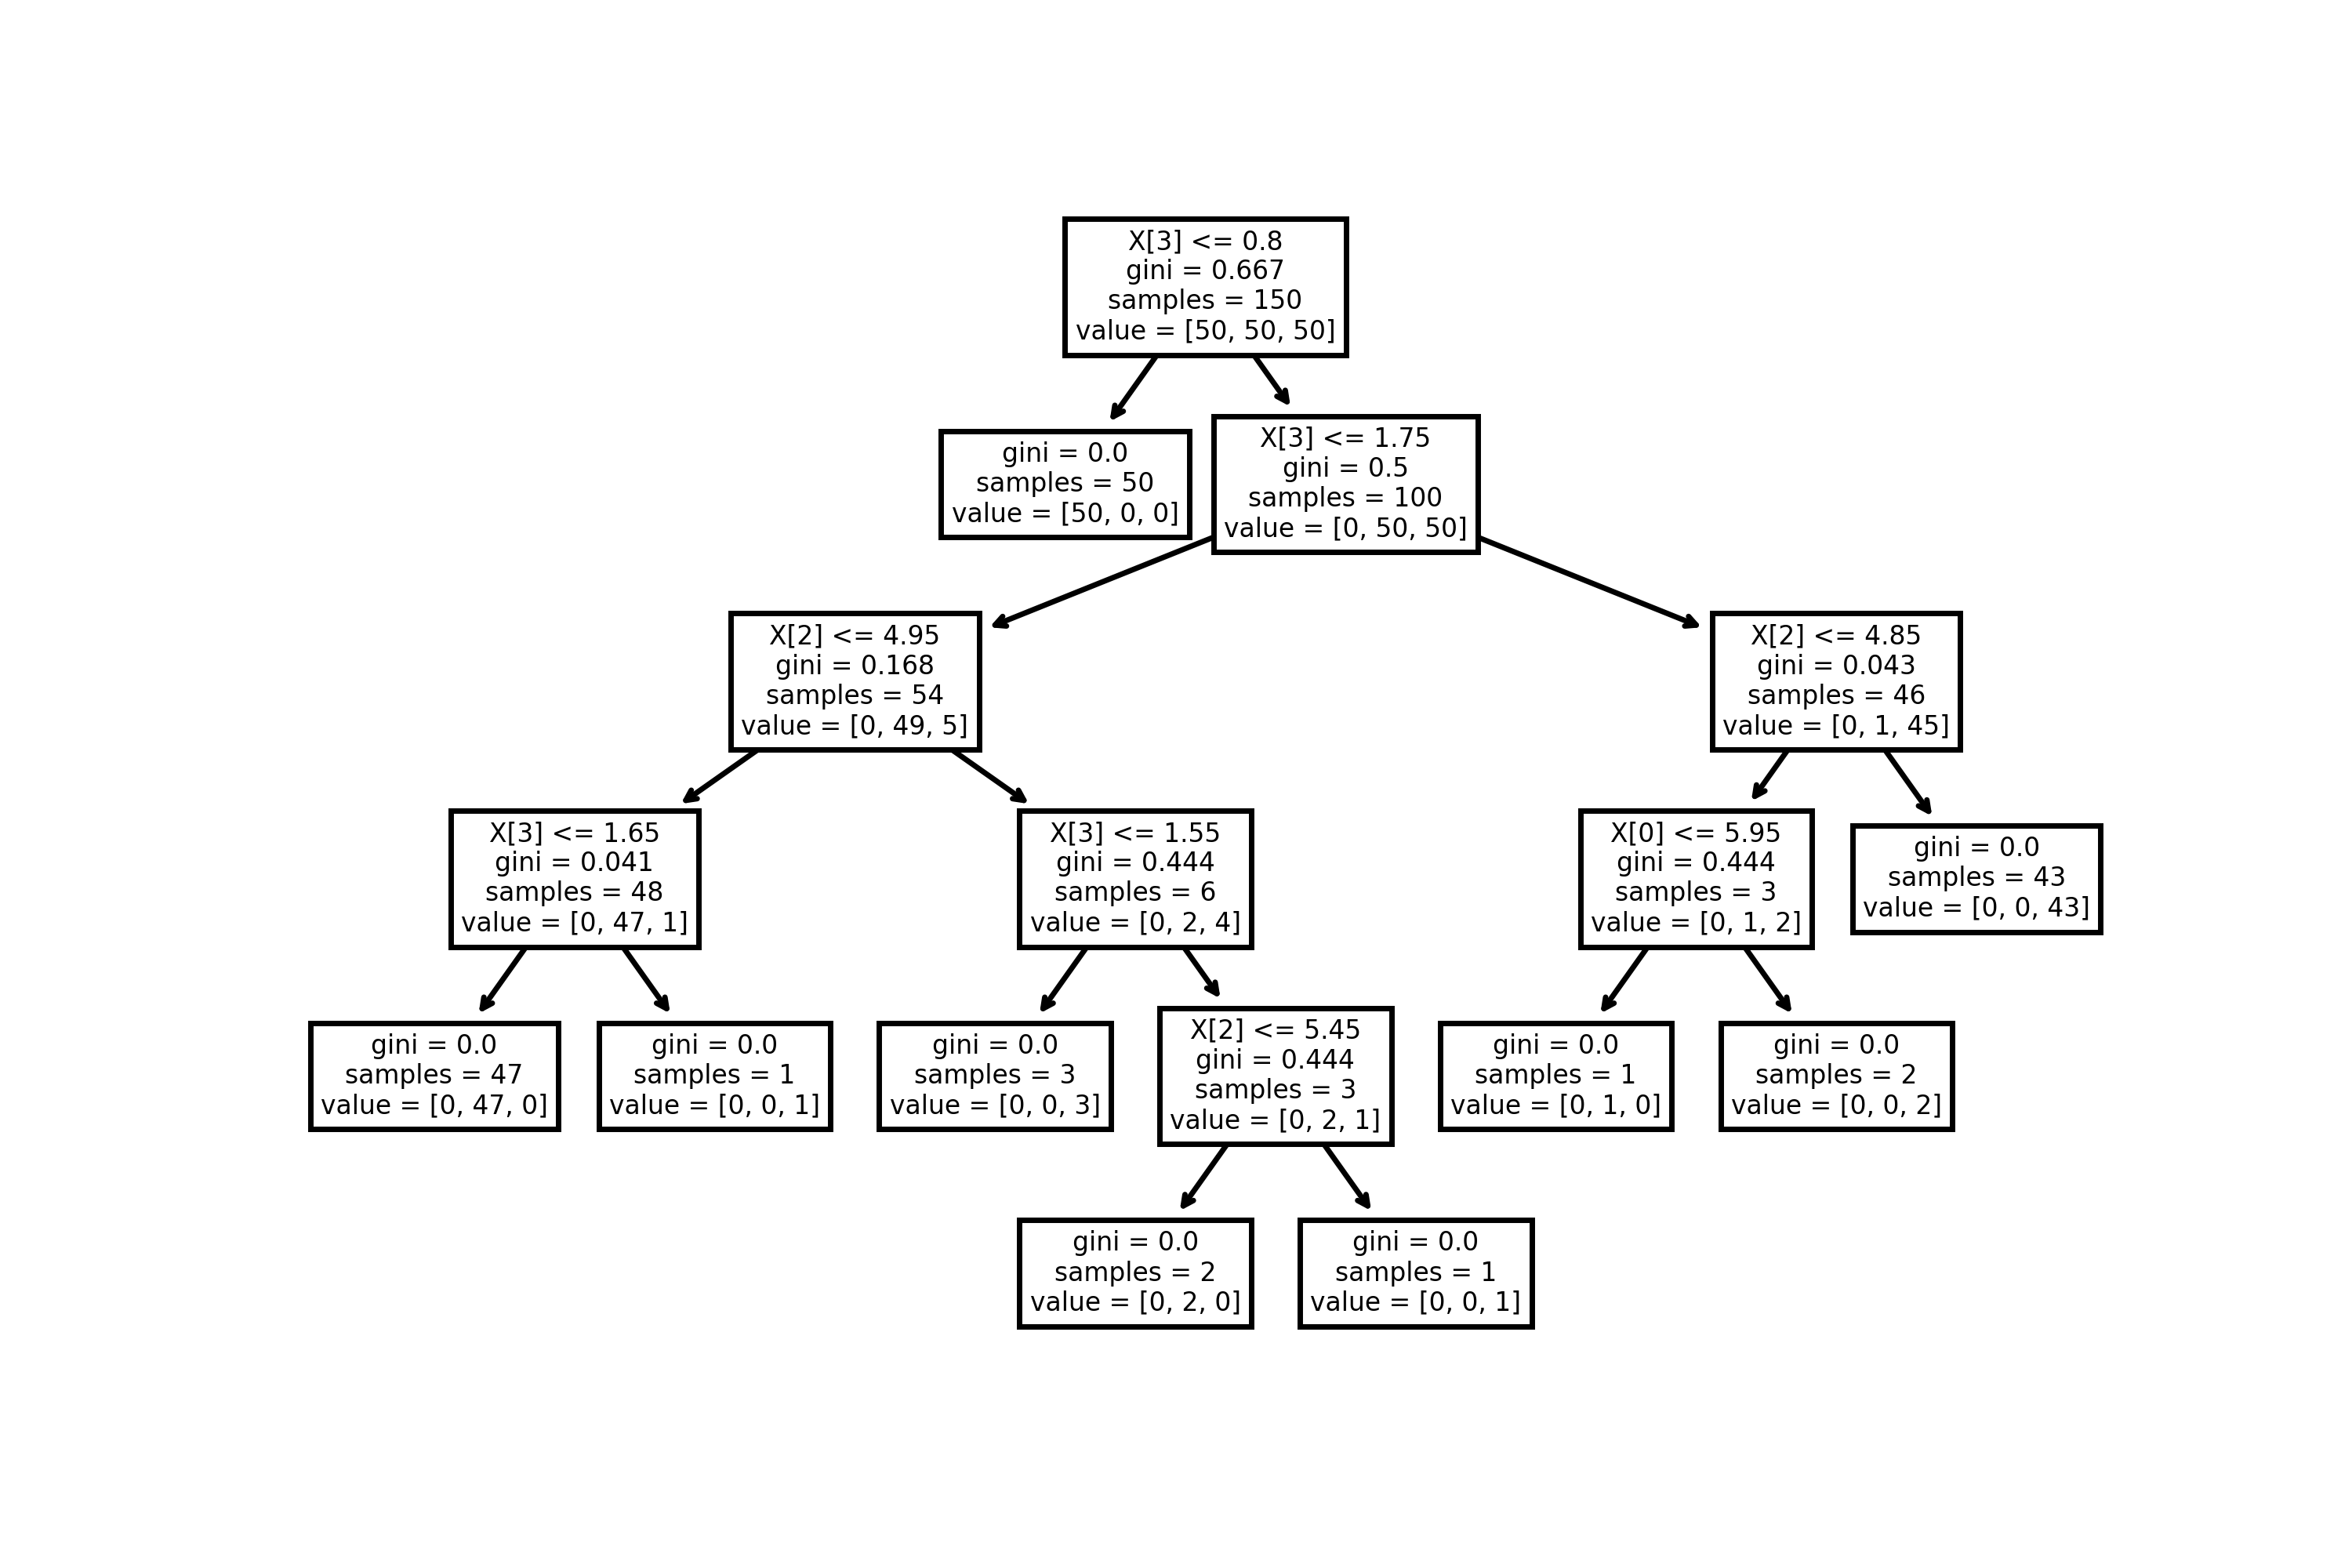 X[3] <= 0.8
gini = 0.667
samples = 150
value = [50, 50, 50]
gini = 0.0
samples = 50
value = [50, 0, 0]
X[3] <= 1.75
gini = 0.5
samples = 100
value = [0, 50, 50]
X[2] <= 4.95
gini = 0.168
samples = 54
value = [0, 49, 5]
X[2] <= 4.85
gini = 0.043
samples = 46
value = [0, 1, 45]
X[3] <= 1.65
gini = 0.041
samples = 48
value = [0, 47, 1]
X[3] <= 1.55
gini = 0.444
samples = 6
value = [0, 2, 4]
X[0] <= 5.95
gini = 0.444
samples = 3
value = [0, 1, 2]
gini = 0.0
samples = 43
value = [0, 0, 43]
gini = 0.0
samples = 47
value = [0, 47, 0]
gini = 0.0
samples = 1
value = [0, 0, 1]
gini = 0.0
samples = 3
value = [0, 0, 3]
X[2] <= 5.45
gini = 0.444
samples = 3
value = [0, 2, 1]
gini = 0.0
samples = 1
value = [0, 1, 0]
gini = 0.0
samples = 2
value = [0, 0, 2]
gini = 0.0
samples = 2
value = [0, 2, 0]
gini = 0.0
samples = 1
value = [0, 0, 1]